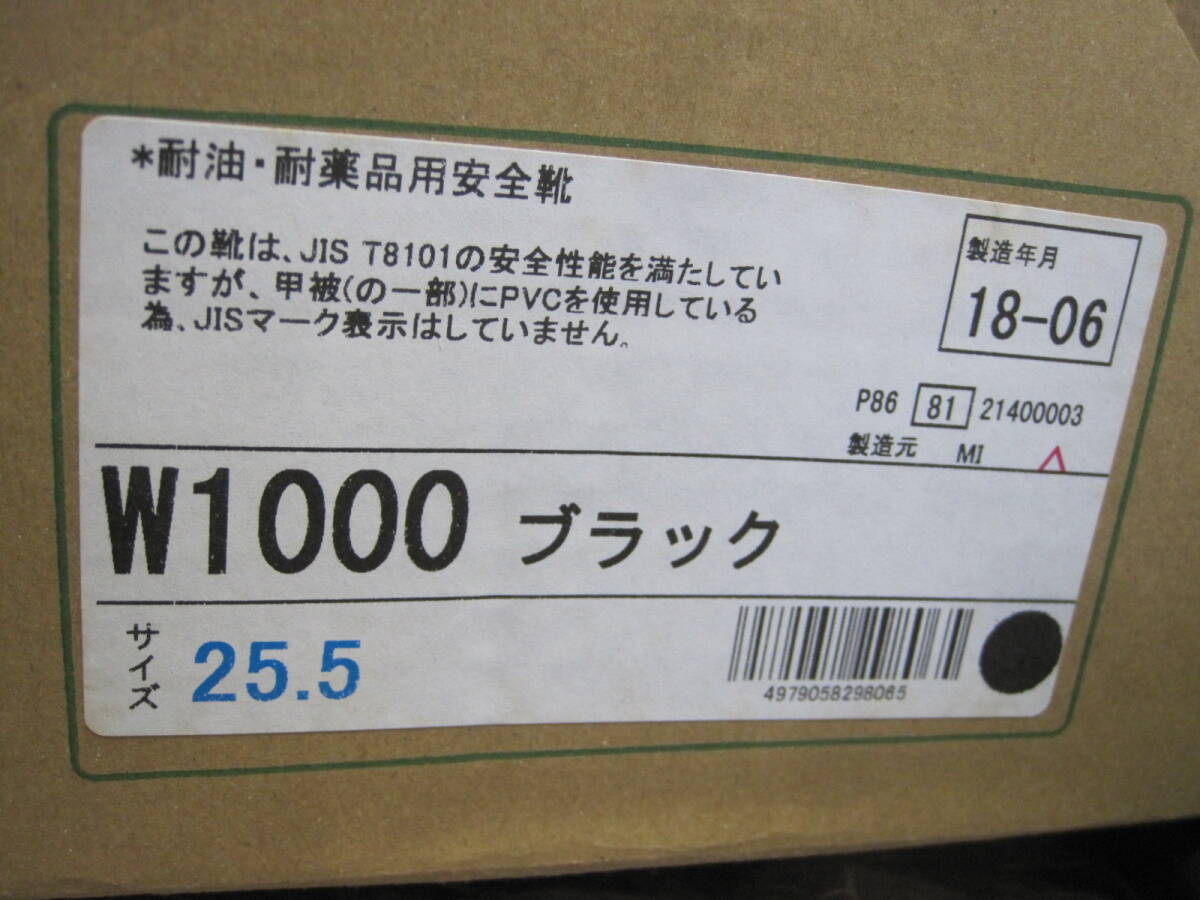 *耐油・耐薬品用安全靴
この靴は、JIS T8101の安全性能を満たしてい
ますが、甲被(の一部)にPVCを使用している
為、JISマーク表示はしていません。
製造年月
18-06
P86 81 21400003
製造元 MI
W1000 ブラック
サイズ 25.5
4979058298065